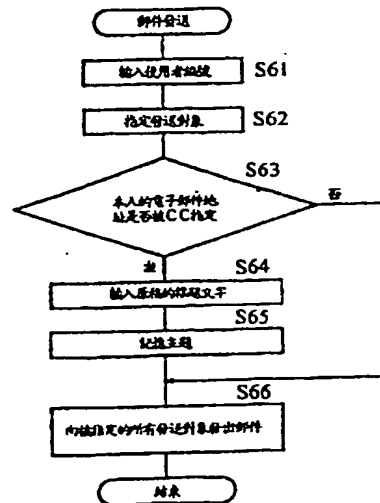 邮件发送
输入使用者编号 S61
指定发送对象 S62
S63
本人的电子邮件地
址是否被CC指定
否
是
S64
输入原稿的标题文字
S65
记忆主题
S66
向被指定的所有发送对象发出邮件
结束